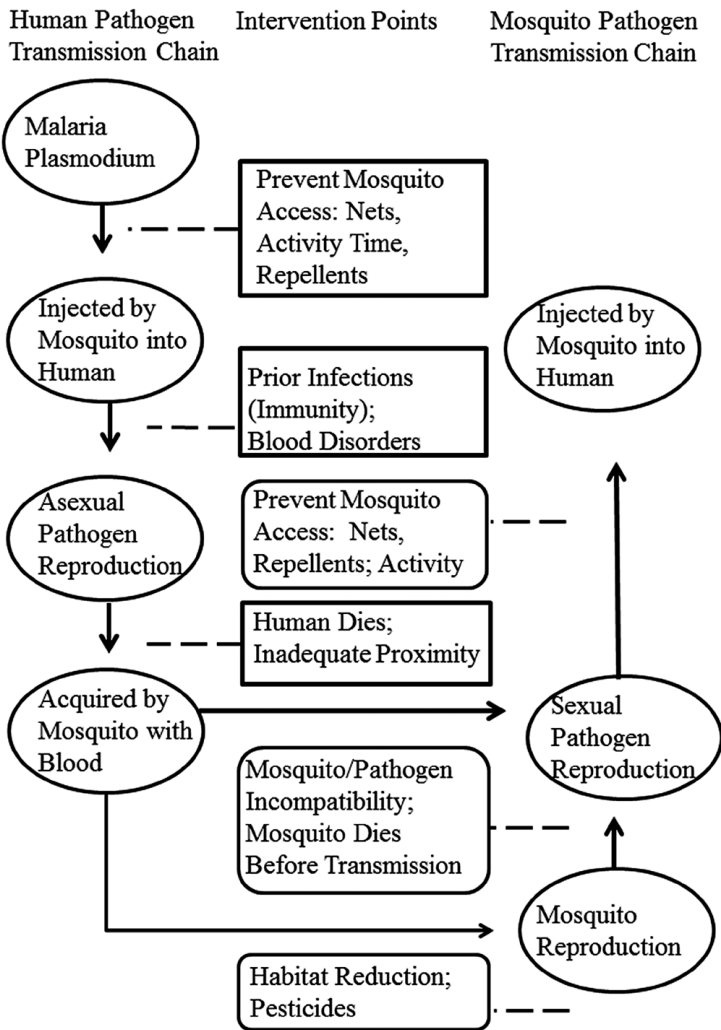 Human Pathogen
Transmission Chain
Intervention Points
Mosquito Pathogen
Transmission Chain
Malaria
Plasmodium
Prevent Mosquito
Access: Nets,
Activity Time,
Repellents
Injected by
Mosquito into
Human
Injected by
Mosquito into
Human
Prior Infections
(Immunity);
Blood Disorders
Asexual
Pathogen
Reproduction
Prevent Mosquito
Access: Nets,
Repellents; Activity
Human Dies;
Inadequate Proximity
Acquired by
Mosquito with
Blood
Sexual
Pathogen
Reproduction
Mosquito/Pathogen
Incompatibility;
Mosquito Dies
Before Transmission
Mosquito
Reproduction
Habitat Reduction;
Pesticides